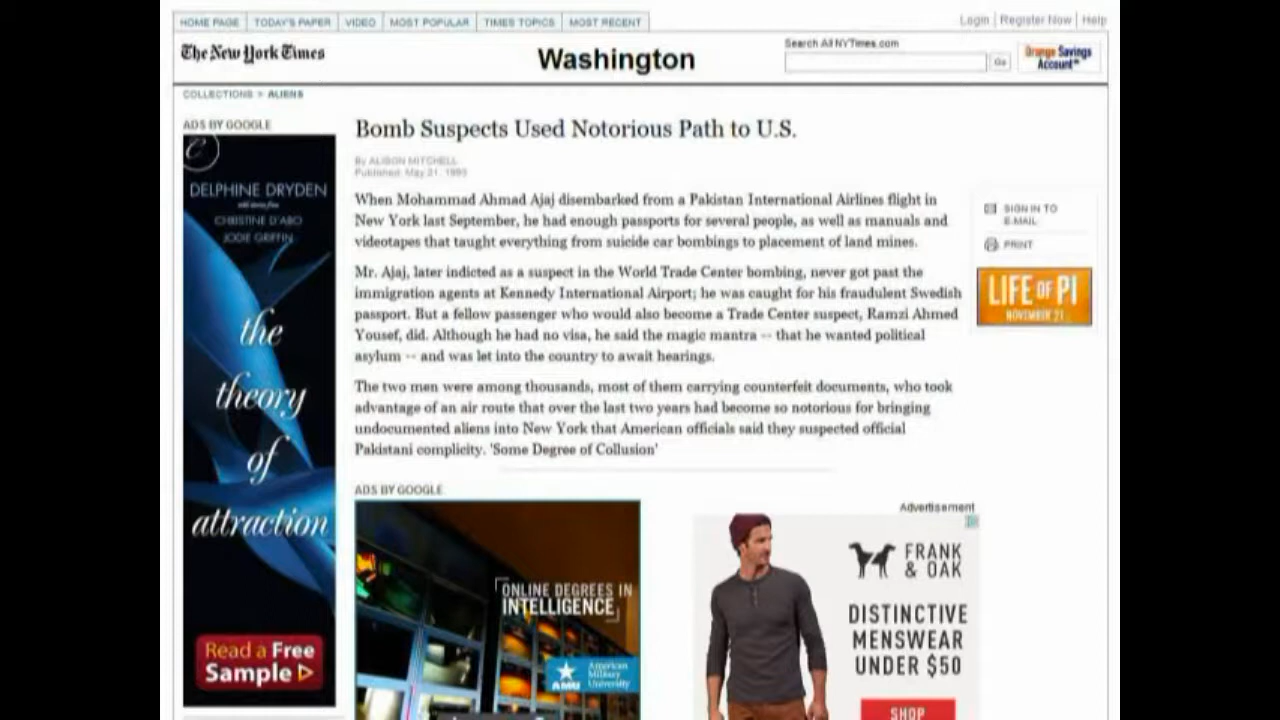 HOME PAGE TODAY'S PAPER VIDEO MOST POPULAR TIMES TOPICS MOST RECENT
Login Register Now Help
The New York Times
Washington
Search All NYTimes.com
Go
Orange Savings
Account
COLLECTIONS > ALIENS
ADS BY GOOGLE
DELPHINE DRYDEN
CHRISTINE D'ABO
JODIE GRIFFIN
the
theory
of
attraction
Read a Free
Sample
Bomb Suspects Used Notorious Path to U.S.
By ALISON MITCHELL
Published: May 21, 1993
When Mohammad Ahmad Ajaj disembarked from a Pakistan International Airlines flight in
New York last September, he had enough passports for several people, as well as manuals and
videotapes that taught everything from suicide car bombings to placement of land mines.
Mr. Ajaj, later indicted as a suspect in the World Trade Center bombing, never got past the
immigration agents at Kennedy International Airport; he was caught for his fraudulent Swedish
passport. But a fellow passenger who would also become a Trade Center suspect, Ramzi Ahmed
Yousef, did. Although he had no visa, he said the magic mantra -- that he wanted political
asylum -- and was let into the country to await hearings.
The two men were among thousands, most of them carrying counterfeit documents, who took
advantage of an air route that over the last two years had become so notorious for bringing
undocumented aliens into New York that American officials said they suspected official
Pakistani complicity. 'Some Degree of Collusion'
SIGN IN TO
E-MAIL
PRINT
LIFE OF PI
NOVEMBER 21
ADS BY GOOGLE
ONLINE DEGREES IN
INTELLIGENCE
AMU
American
Military
University
Advertisement
FRANK
& OAK
DISTINCTIVE
MENSWEAR
UNDER $50
SHOP